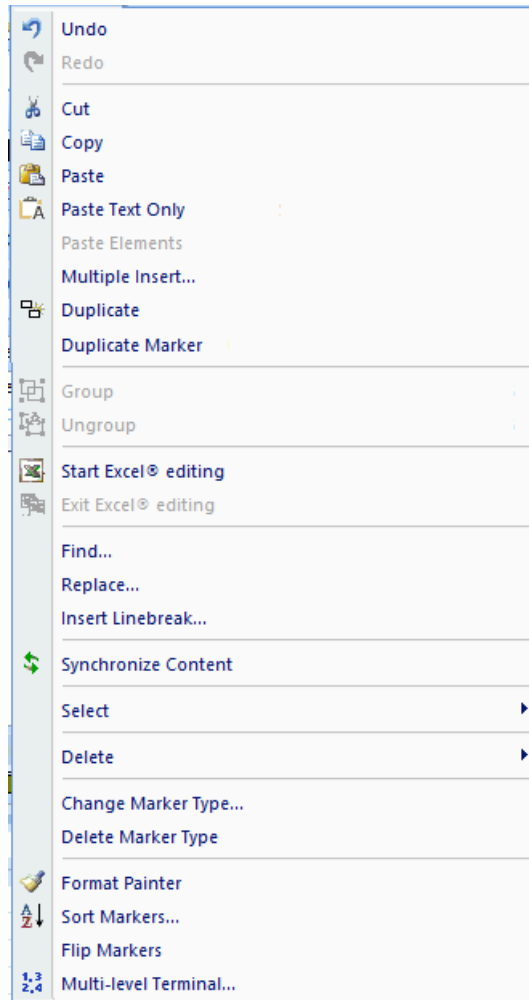 Undo
Redo
Cut
Copy
Paste
Paste Text Only
Paste Elements
Multiple Insert...
Duplicate
Duplicate Marker
Group
Ungroup
Start Excel® editing
Exit Excel® editing
Find...
Replace...
Insert Linebreak...
Synchronize Content
Select
Delete
Change Marker Type...
Delete Marker Type
Format Painter
Sort Markers...
Flip Markers
Multi-level Terminal...